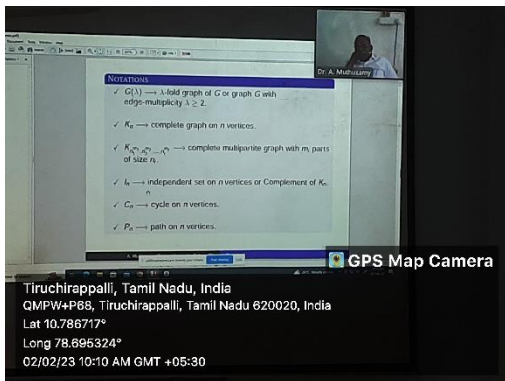 Dr. A. Muthusamy
NOTATIONS
✓ G(λ) → λ-fold graph of G or graph G with
edge-multiplicity λ ≥ 2.
✓ Kₙ → complete graph on n vertices.
→ complete multipartite graph with mᵢ parts
of size nᵢ.
✓ Iₙ → independent set on n vertices or Complement of Kₙ.
✓ Cₙ → cycle on n vertices.
✓ Pₙ → path on n vertices.
GPS Map Camera
Tiruchirappalli, Tamil Nadu, India
QMPW+P68, Tiruchirappalli, Tamil Nadu 620020, India
Lat 10.786717°
Long 78.695324°
02/02/23 10:10 AM GMT +05:30